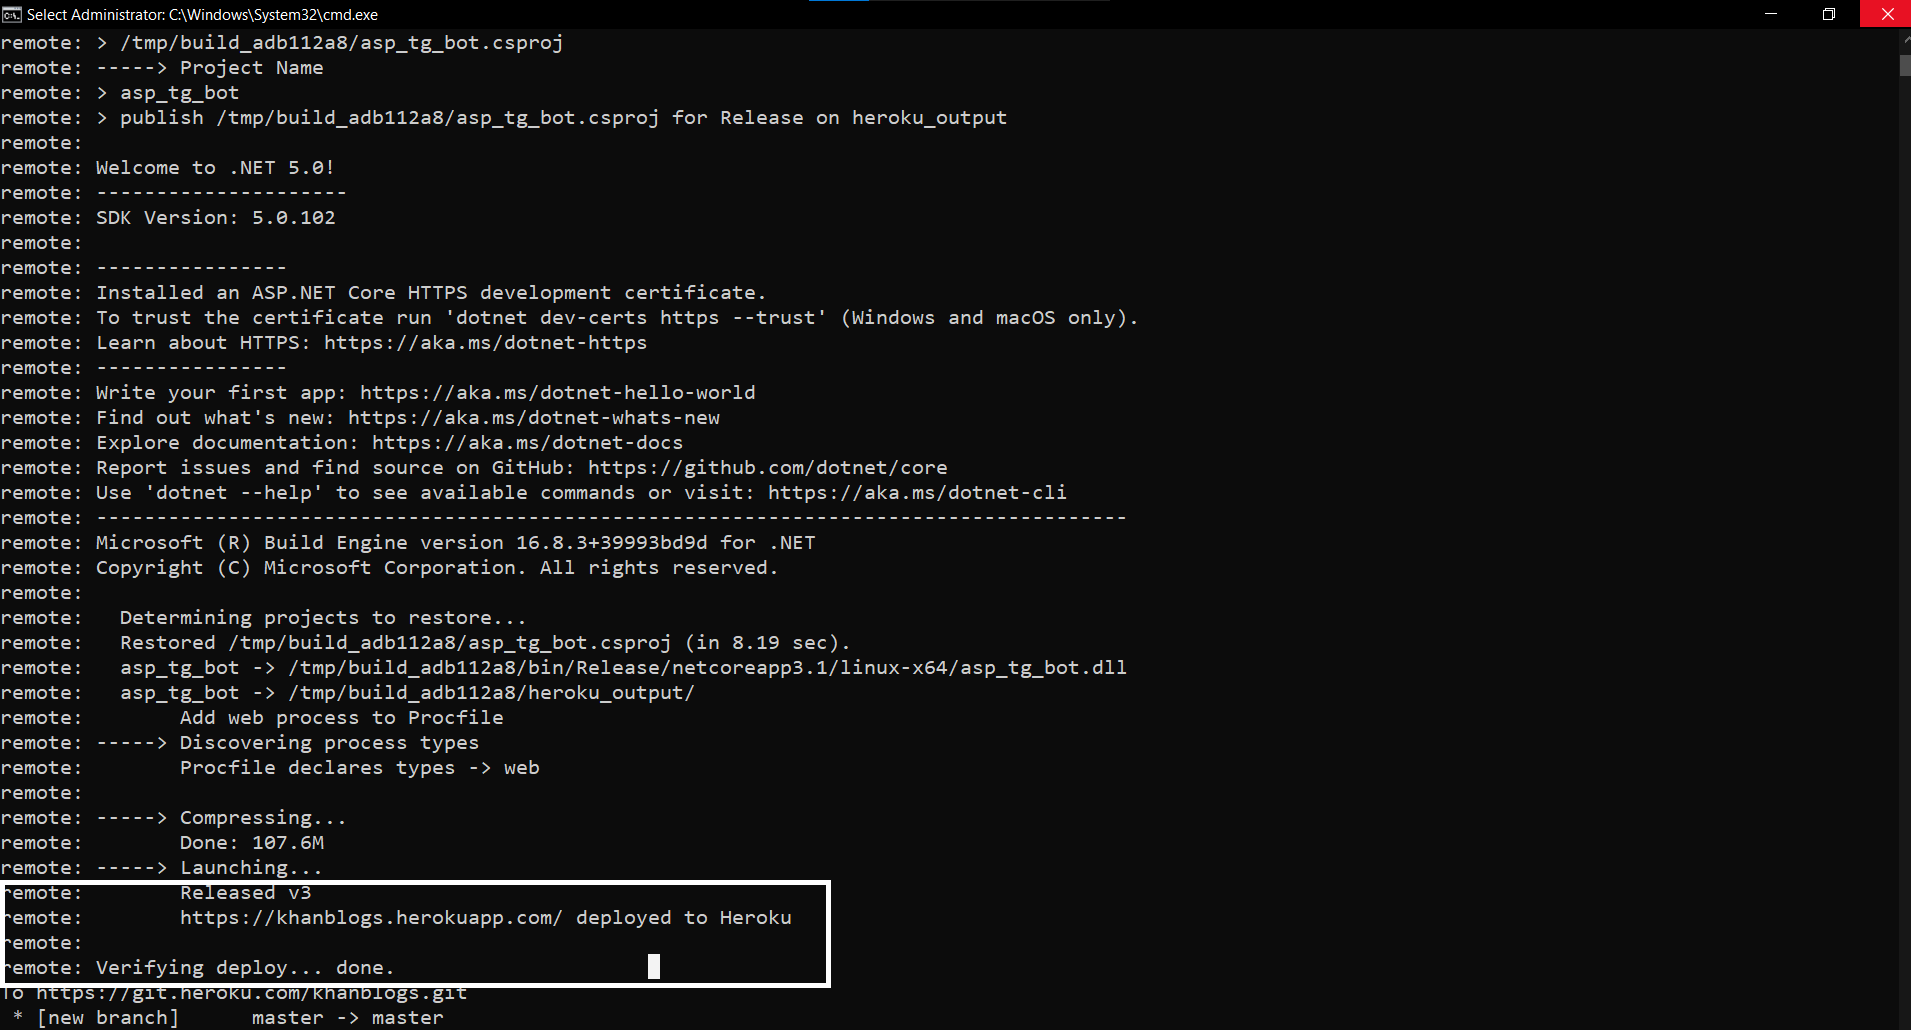 Select Administrator: C:\Windows\System32\cmd.exe
remote: > /tmp/build_adb112a8/asp_tg_bot.csproj
remote: -----> Project Name
remote: > asp_tg_bot
remote: > publish /tmp/build_adb112a8/asp_tg_bot.csproj for Release on heroku_output
remote:
remote: Welcome to .NET 5.0!
remote: ---------------------
remote: SDK Version: 5.0.102
remote:
remote: ----------------
remote: Installed an ASP.NET Core HTTPS development certificate.
remote: To trust the certificate run 'dotnet dev-certs https --trust' (Windows and macOS only).
remote: Learn about HTTPS: https://aka.ms/dotnet-https
remote: ----------------
remote: Write your first app: https://aka.ms/dotnet-hello-world
remote: Find out what's new: https://aka.ms/dotnet-whats-new
remote: Explore documentation: https://aka.ms/dotnet-docs
remote: Report issues and find source on GitHub: https://github.com/dotnet/core
remote: Use 'dotnet --help' to see available commands or visit: https://aka.ms/dotnet-cli
remote: --------------------------------------------------------------------------------------
remote: Microsoft (R) Build Engine version 16.8.3+39993bd9d for .NET
remote: Copyright (C) Microsoft Corporation. All rights reserved.
remote:
remote:   Determining projects to restore...
remote:   Restored /tmp/build_adb112a8/asp_tg_bot.csproj (in 8.19 sec).
remote:   asp_tg_bot -> /tmp/build_adb112a8/bin/Release/netcoreapp3.1/linux-x64/asp_tg_bot.dll
remote:   asp_tg_bot -> /tmp/build_adb112a8/heroku_output/
remote:        Add web process to Procfile
remote: -----> Discovering process types
remote:        Procfile declares types -> web
remote:
remote: -----> Compressing...
remote:        Done: 107.6M
remote: -----> Launching...
remote:        Released v3
remote:        https://khanblogs.herokuapp.com/ deployed to Heroku
remote:
remote: Verifying deploy... done.
To https://git.heroku.com/khanblogs.git
 * [new branch]      master -> master